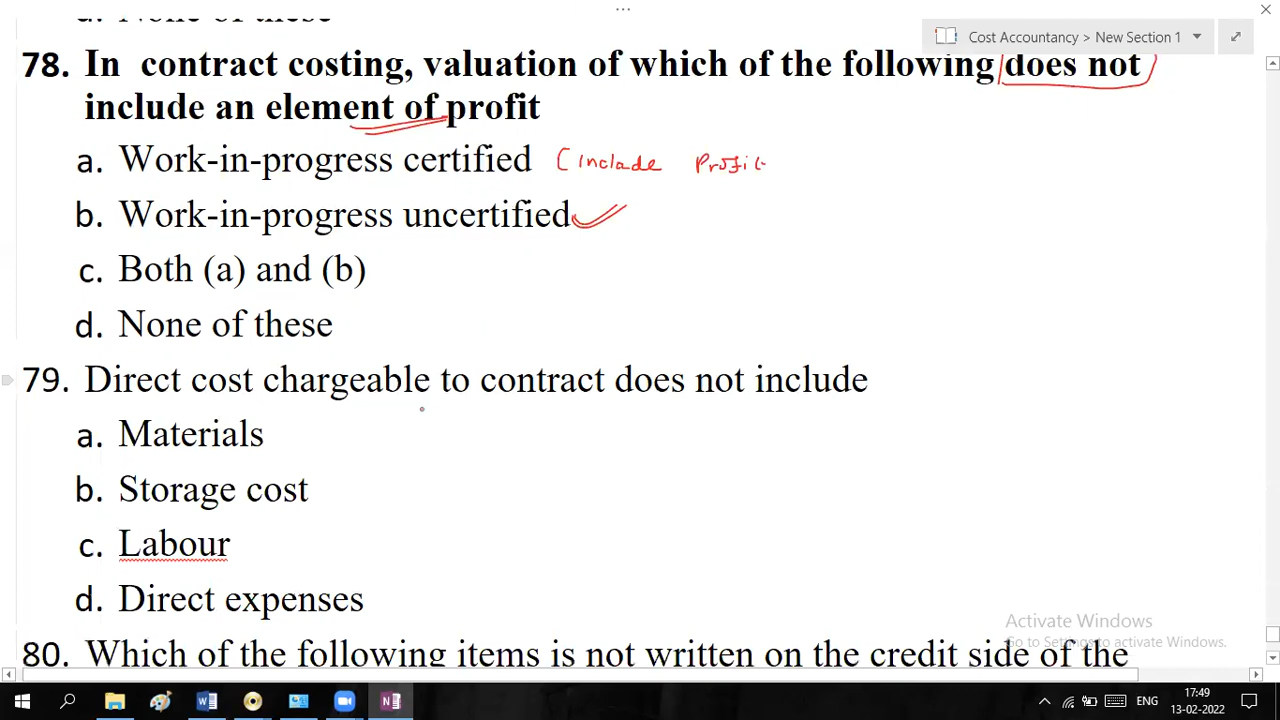 d. None of these
Cost Accountancy > New Section 1
78. In contract costing, valuation of which of the following does not
include an element of profit
a. Work-in-progress certified (include Profit
b. Work-in-progress uncertified
c. Both (a) and (b)
d. None of these
79. Direct cost chargeable to contract does not include
a. Materials
b. Storage cost
c. Labour
d. Direct expenses
Activate Windows
Go to Settings to activate Windows.
80. Which of the following items is not written on the credit side of the
ENG
17:49
13-02-2022